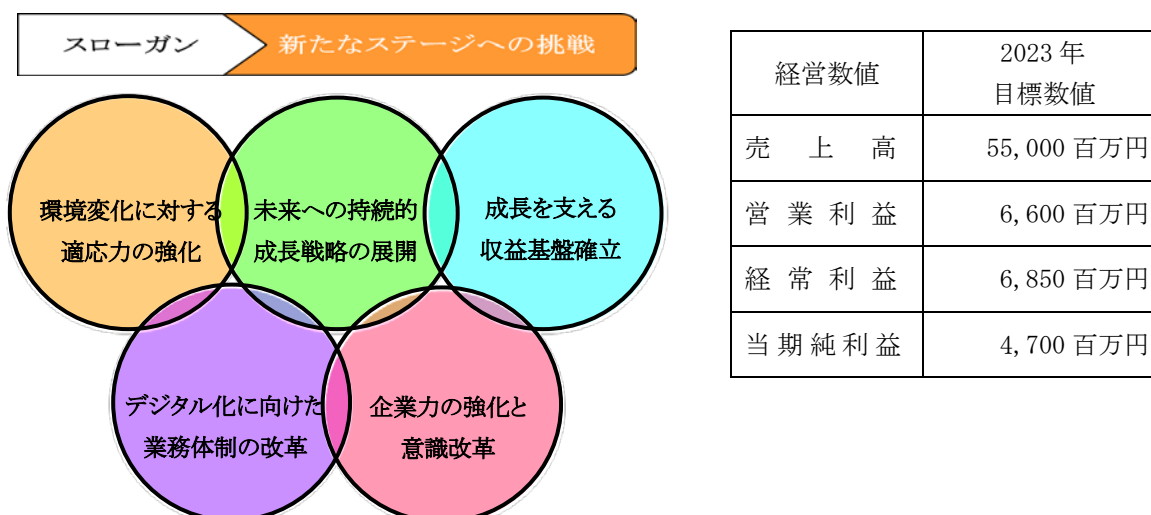 スローガン
新たなステージへの挑戦
環境変化に対する
適応力の強化
未来への持続的
成長戦略の展開
成長を支える
収益基盤確立
デジタル化に向けた
業務体制の改革
企業力の強化と
意識改革
経営数値
2023年
目標数値
売上高
55,000百万円
営業利益
6,600百万円
経常利益
6,850百万円
当期純利益
4,700百万円